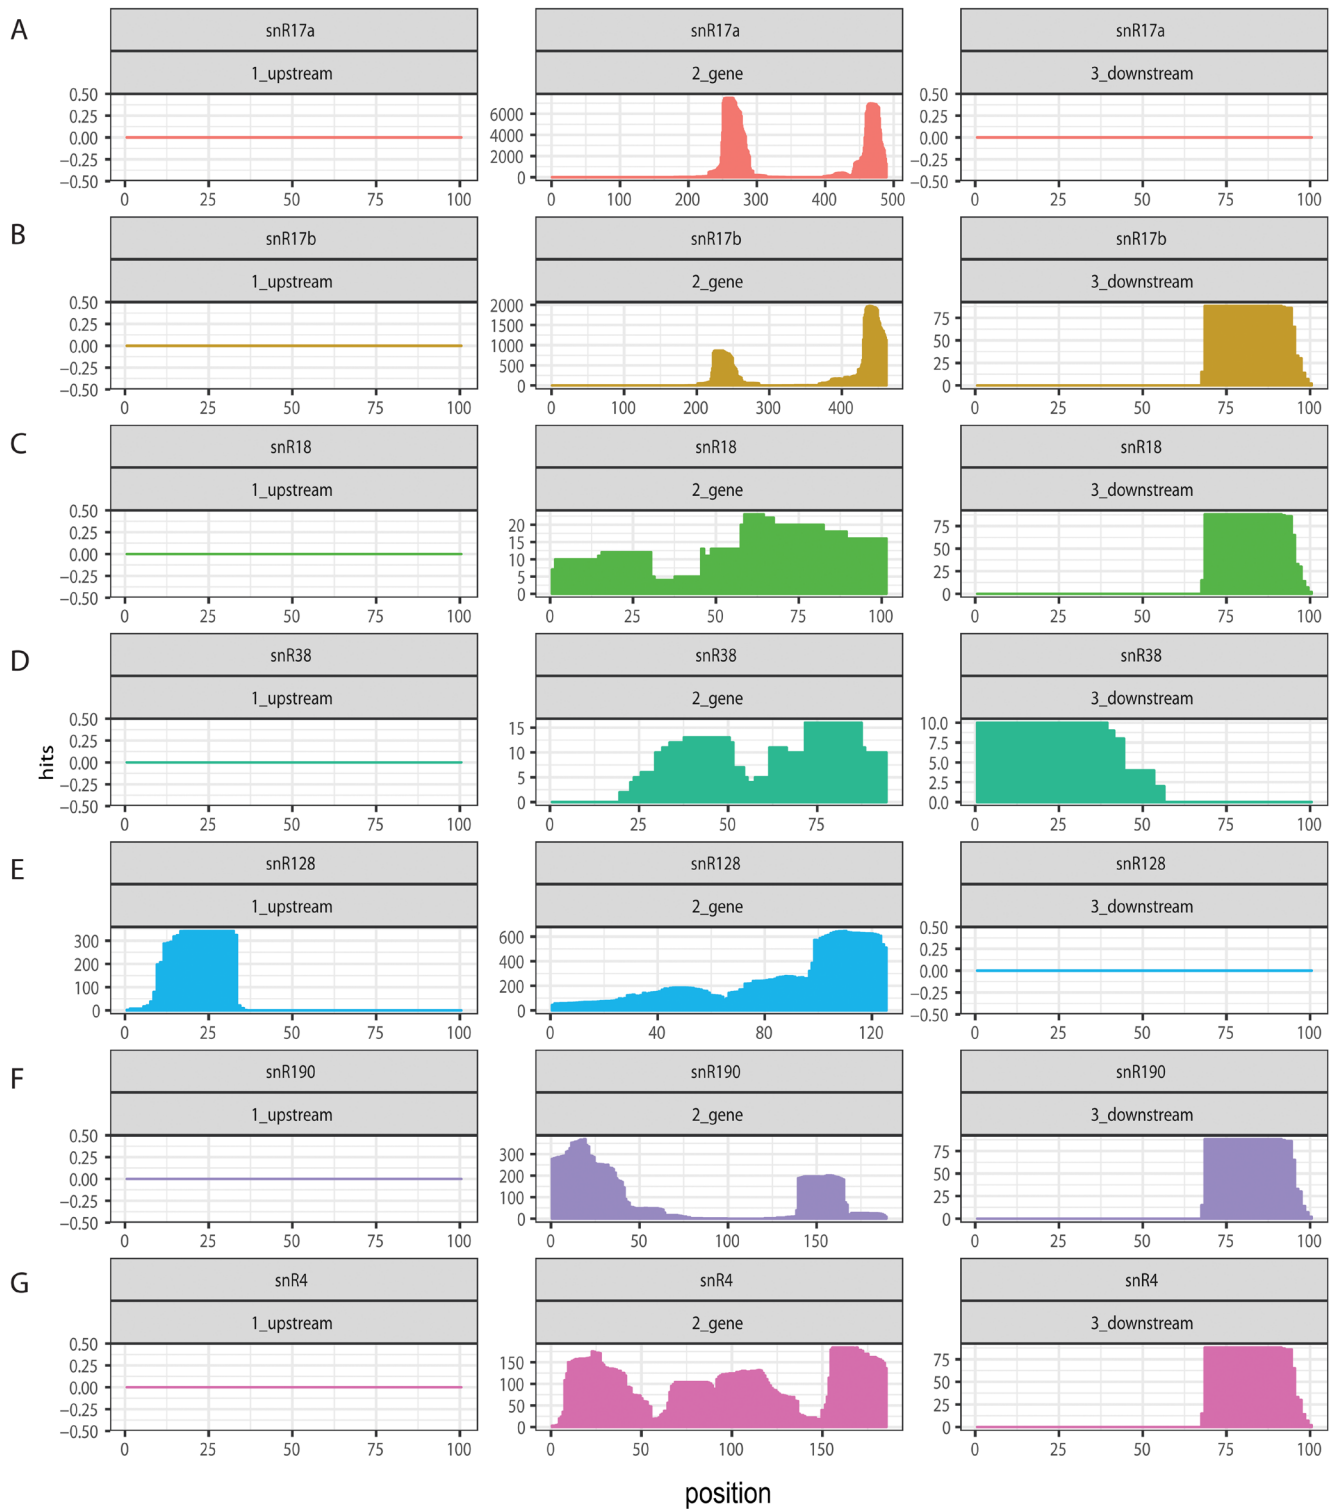 A
snR17a snR17a snR17a
1_upstream 2_gene 3_downstream
0.50 0.25 0.00 −0.25 −0.50 6000 4000 2000 0 0.50 0.25 0.00 −0.25 −0.50
0 25 50 75 100 0 100 200 300 400 500 0 25 50 75 100
B
snR17b snR17b snR17b
1_upstream 2_gene 3_downstream
0.50 0.25 0.00 −0.25 −0.50 2000 1500 1000 500 0 75 50 25 0
0 25 50 75 100 0 100 200 300 400 0 25 50 75 100
C
snR18 snR18 snR18
1_upstream 2_gene 3_downstream
0.50 0.25 0.00 −0.25 −0.50 20 15 10 5 0 75 50 25 0
0 25 50 75 100 0 25 50 75 100 0 25 50 75 100
D
snR38 snR38 snR38
1_upstream 2_gene 3_downstream
0.50 0.25 0.00 −0.25 −0.50 15 10 5 0 10.0 7.5 5.0 2.5 0.0
0 25 50 75 100 0 25 50 75 0 25 50 75 100
hits
E
snR128 snR128 snR128
1_upstream 2_gene 3_downstream
300 200 100 0 600 400 200 0 0.50 0.25 0.00 −0.25 −0.50
0 25 50 75 100 0 40 80 120 0 25 50 75 100
F
snR190 snR190 snR190
1_upstream 2_gene 3_downstream
0.50 0.25 0.00 −0.25 −0.50 300 200 100 0 75 50 25 0
0 25 50 75 100 0 50 100 150 0 25 50 75 100
G
snR4 snR4 snR4
1_upstream 2_gene 3_downstream
0.50 0.25 0.00 −0.25 −0.50 150 100 50 0 75 50 25 0
0 25 50 75 100 0 50 100 150 0 25 50 75 100
position